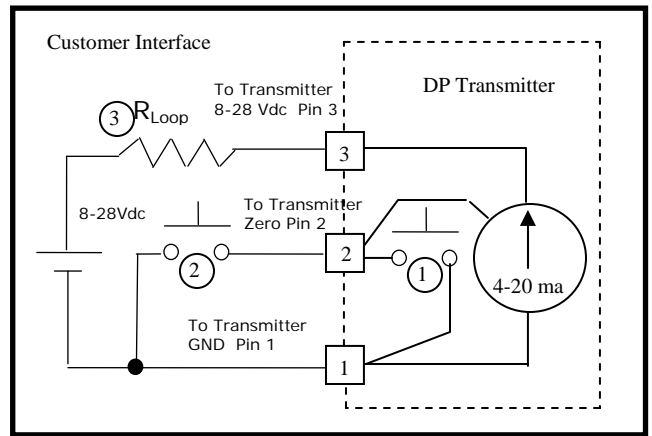 Customer Interface
DP Transmitter
To Transmitter
8-28 Vdc Pin 3
3
RLoop
3
8-28Vdc
To Transmitter
Zero Pin 2
2
2
1
4-20 ma
To Transmitter
GND Pin 1
1